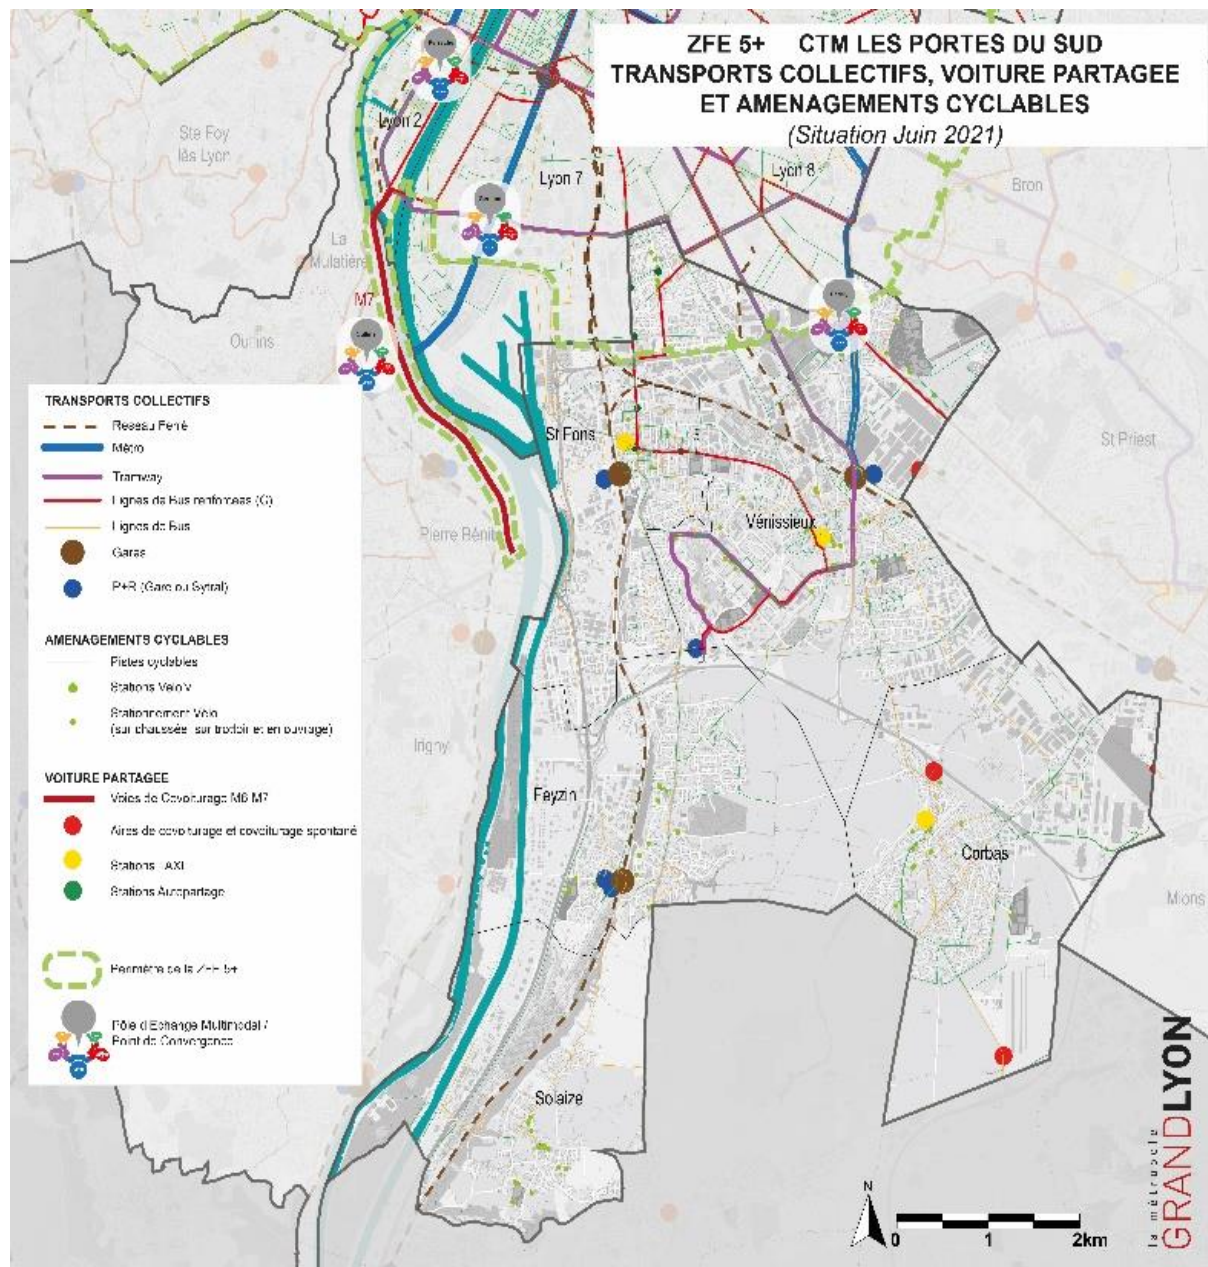 ZFE 5+ CTM LES PORTES DU SUD
TRANSPORTS COLLECTIFS, VOITURE PARTAGEE
ET AMENAGEMENTS CYCLABLES
(Situation Juin 2021)
Lyon 2
Ste Foy
lès Lyon
Lyon 7
Lyon 8
Bron
La
Mulatière
M7
Oullins
St Priest
St Fons
Vénissieux
Pierre Bénit
Irigny
Feyzin
Corbas
Mions
Solaize
TRANSPORTS COLLECTIFS
Reseau Ferré
Métro
Tramway
Lignes de Bus renforcées (C)
Lignes de Bus
Gares
P+R (Gare ou Sytral)
AMENAGEMENTS CYCLABLES
Pistes cyclables
Stations Velo'v
Stationnement Vélo
(sur chaussée, sur trottoir et en ouvrage)
VOITURE PARTAGEE
Voies de Covoiturage M6 M7
Aires de covoiturage et covoiturage spontané
Stations TAXI
Stations Autopartage
Périmètre de la ZFE 5+
Pôle d'Echange Multimodal /
Point de Convergence
N
0 1 2km
la métropole
GRANDLYON